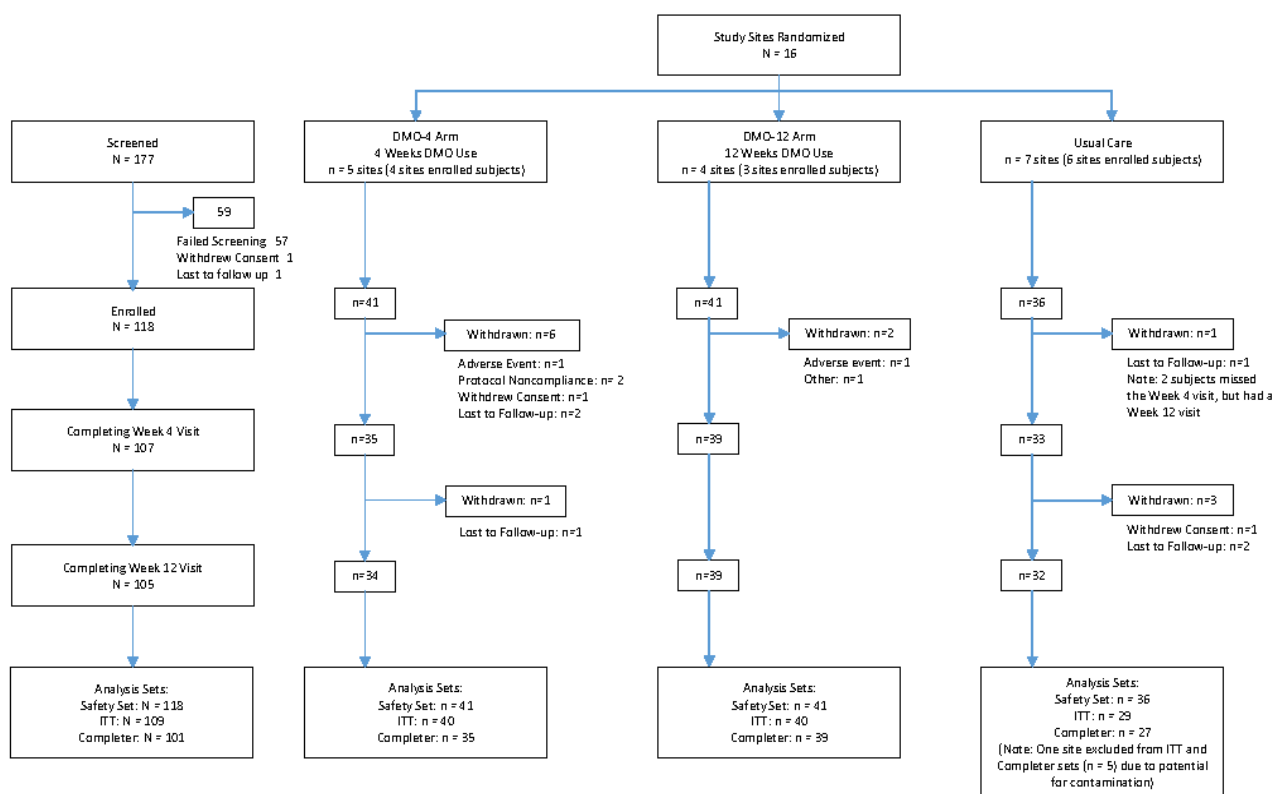 Study Sites Randomized
N = 16
Screened
N = 177
59
Failed Screening 57
Withdrew Consent 1
Lost to follow up 1
Enrolled
N = 118
Completing Week 4 Visit
N = 107
Completing Week 12 Visit
N = 105
Analysis Sets:
Safety Set: N = 118
ITT: N = 109
Completer: N = 101
DMO-4 Arm
4 Weeks DMO Use
n = 5 sites (4 sites enrolled subjects)
n=41
Withdrawn: n=6
Adverse Event: n=1
Protocol Noncompliance: n= 2
Withdrew Consent: n=1
Lost to Follow-up: n=2
n=35
Withdrawn: n=1
Lost to Follow-up: n=1
n=34
Analysis Sets:
Safety Set: n = 41
ITT: n = 40
Completer: n = 35
DMO-12 Arm
12 Weeks DMO Use
n = 4 sites (3 sites enrolled subjects)
n=41
Withdrawn: n=2
Adverse event: n=1
Other: n=1
n=39
n=39
Analysis Sets:
Safety Set: n = 41
ITT: n = 40
Completer: n = 39
Usual Care
n = 7 sites (6 sites enrolled subjects)
n=36
Withdrawn: n=1
Lost to Follow-up: n=1
Note: 2 subjects missed
the Week 4 visit, but had a
Week 12 visit
n=33
Withdrawn: n=3
Withdrew Consent: n=1
Lost to Follow-up: n=2
n=32
Analysis Sets:
Safety Set: n = 36
ITT: n = 29
Completer: n = 27
(Note: One site excluded from ITT and
Completer sets (n = 5) due to potential
for contamination)